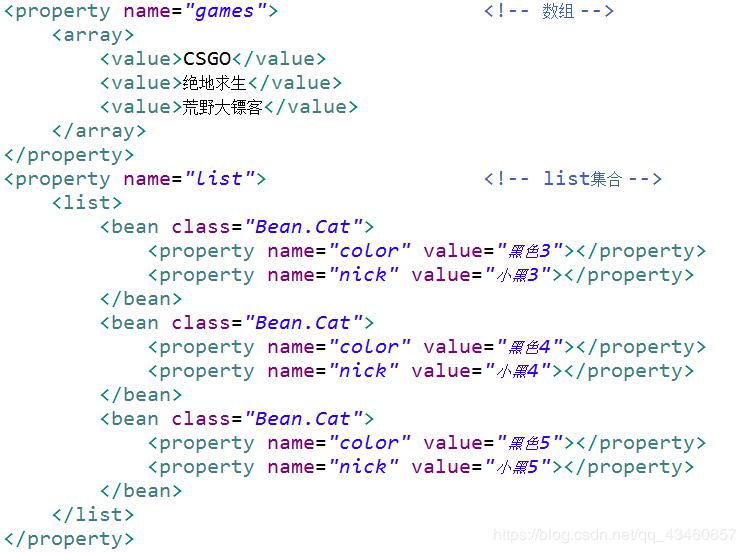 <property name="games">                  <!-- 数组 -->
    <array>
        <value>CSGO</value>
        <value>绝地求生</value>
        <value>荒野大镖客</value>
    </array>
</property>
<property name="list">                   <!-- list集合 -->
    <list>
        <bean class="Bean.Cat">
            <property name="color" value="黑色3"></property>
            <property name="nick" value="小黑3"></property>
        </bean>
        <bean class="Bean.Cat">
            <property name="color" value="黑色4"></property>
            <property name="nick" value="小黑4"></property>
        </bean>
        <bean class="Bean.Cat">
            <property name="color" value="黑色5"></property>
            <property name="nick" value="小黑5"></property>
        </bean>
    </list>
</property>
https://blog.csdn.net/qq_43460857